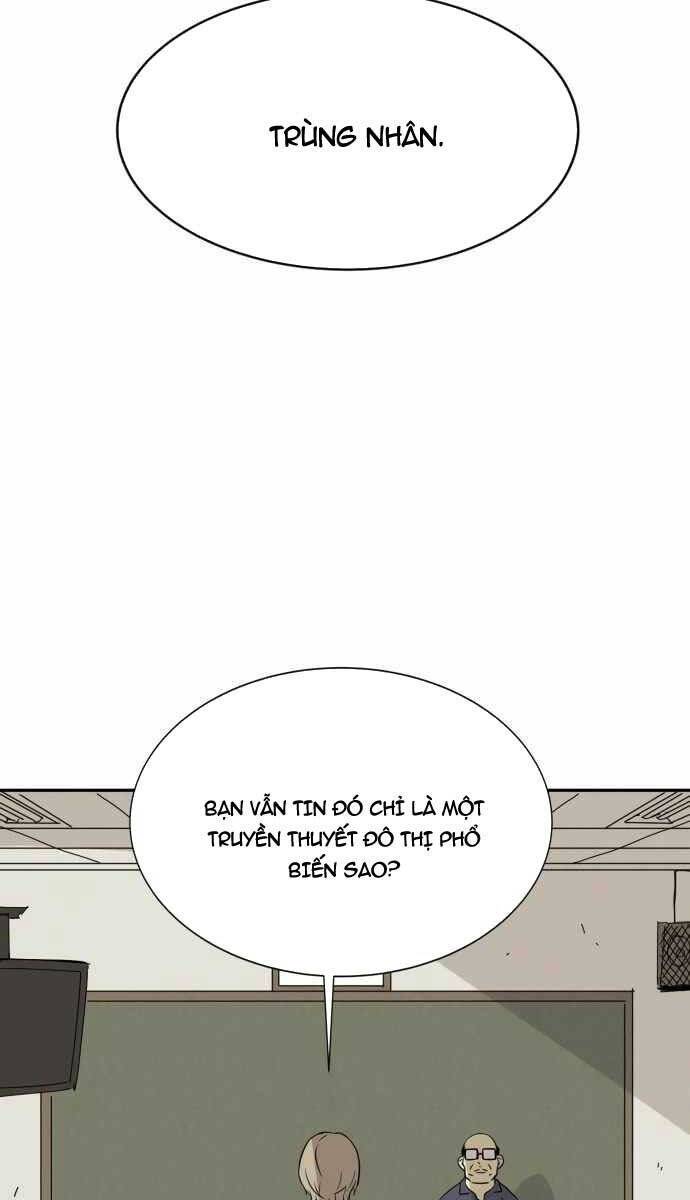 TRÙNG NHÂN.
BẠN VẪN TIN ĐÓ CHỈ LÀ MỘT
TRUYỀN THUYẾT ĐÔ THỊ PHỔ
BIẾN SAO?